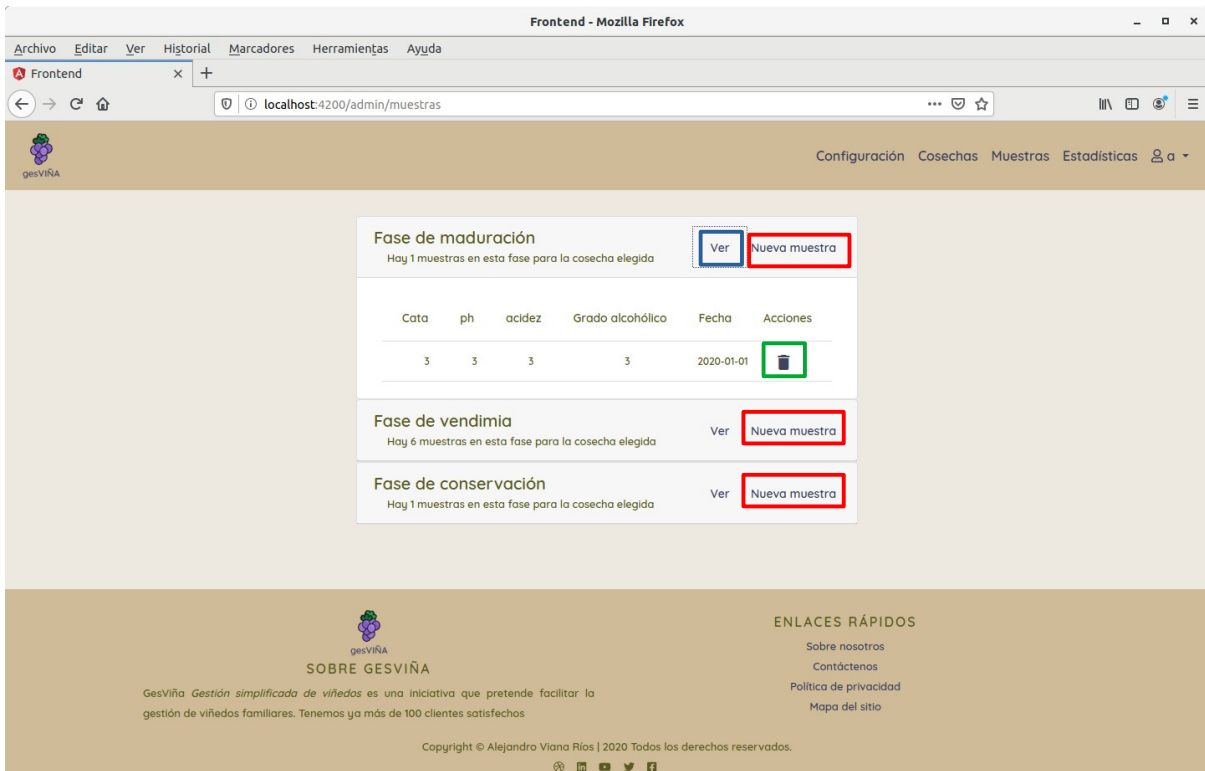 Frontend - Mozilla Firefox
Archivo Editar Ver Historial Marcadores Herramientas Ayuda
Frontend
localhost:4200/admin/muestras
gesVIÑA
Configuración Cosechas Muestras Estadísticas a
Fase de maduración
Hay 1 muestras en esta fase para la cosecha elegida
Ver Nueva muestra
Cata ph acidez Grado alcohólico Fecha Acciones
3 3 3 3 2020-01-01
Fase de vendimia
Hay 6 muestras en esta fase para la cosecha elegida
Ver Nueva muestra
Fase de conservación
Hay 1 muestras en esta fase para la cosecha elegida
Ver Nueva muestra
gesVIÑA
SOBRE GESVIÑA
GesViña Gestión simplificada de viñedos es una iniciativa que pretende facilitar la
gestión de viñedos familiares. Tenemos ya más de 100 clientes satisfechos
ENLACES RÁPIDOS
Sobre nosotros
Contáctenos
Política de privacidad
Mapa del sitio
Copyright © Alejandro Viana Ríos | 2020 Todos los derechos reservados.